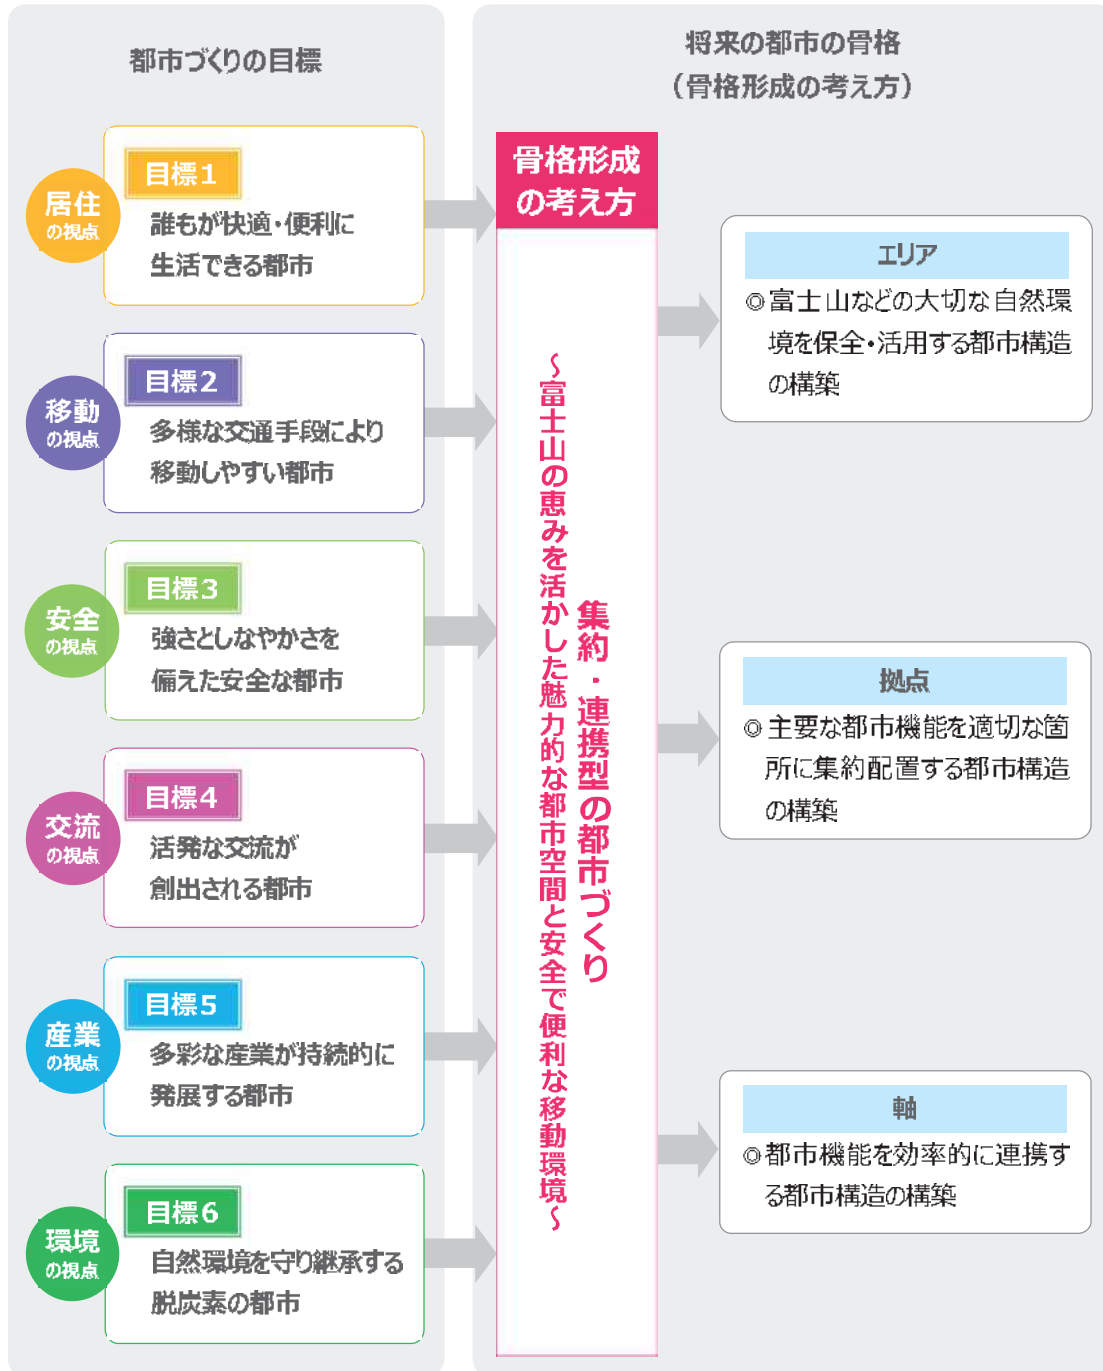 都市づくりの目標
居住
の視点
目標1
誰もが快適・便利に
生活できる都市
移動
の視点
目標2
多様な交通手段により
移動しやすい都市
安全
の視点
目標3
強さとしなやかさを
備えた安全な都市
交流
の視点
目標4
活発な交流が
創出される都市
産業
の視点
目標5
多彩な産業が持続的に
発展する都市
環境
の視点
目標6
自然環境を守り継承する
脱炭素の都市
将来の都市の骨格
（骨格形成の考え方）
骨格形成
の考え方
集約・連携型の都市づくり
～富士山の恵みを活かした魅力的な都市空間と安全で便利な移動環境～
エリア
◎富士山などの大切な自然環
境を保全・活用する都市構造
の構築
拠点
◎主要な都市機能を適切な箇
所に集約配置する都市構造
の構築
軸
◎都市機能を効率的に連携す
る都市構造の構築